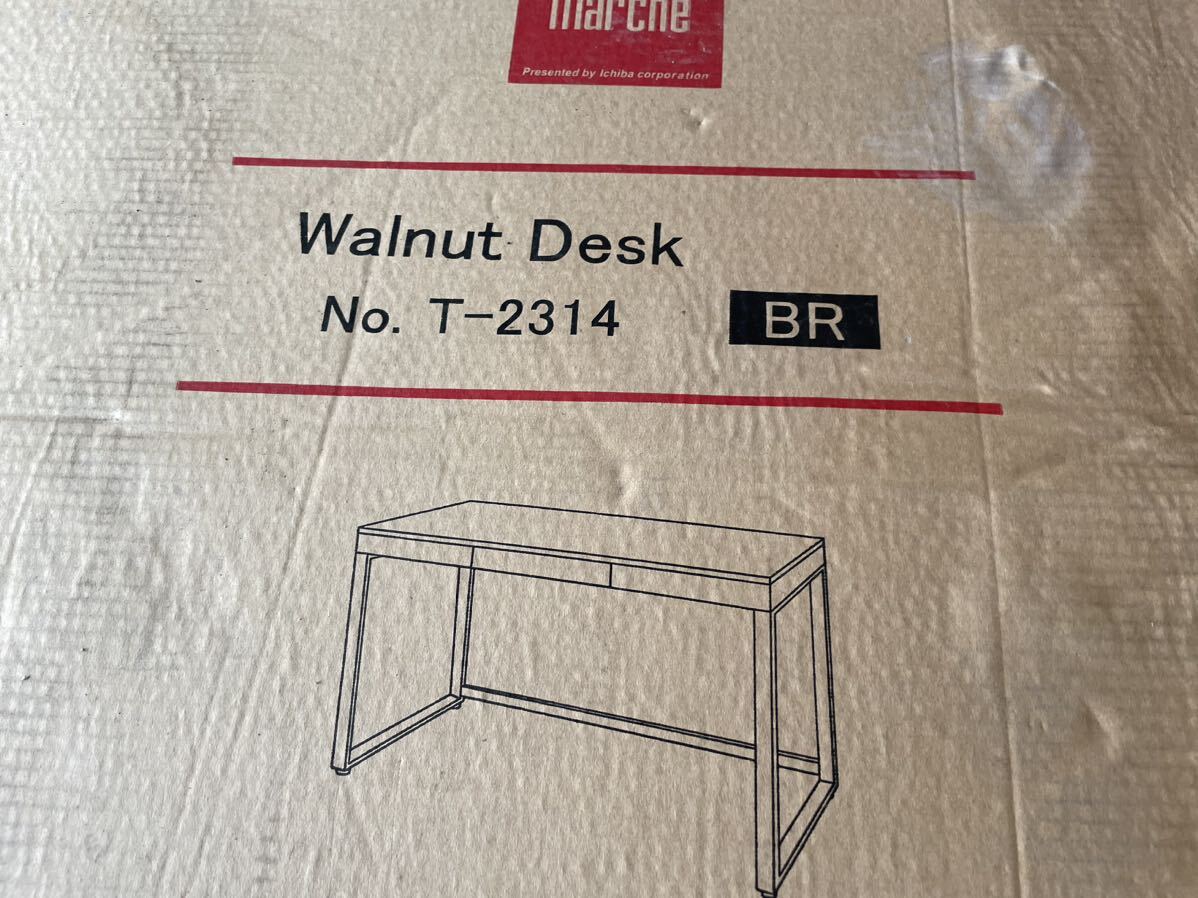 marche
Presented by Ichiba corporation
Walnut Desk
No. T-2314 BR